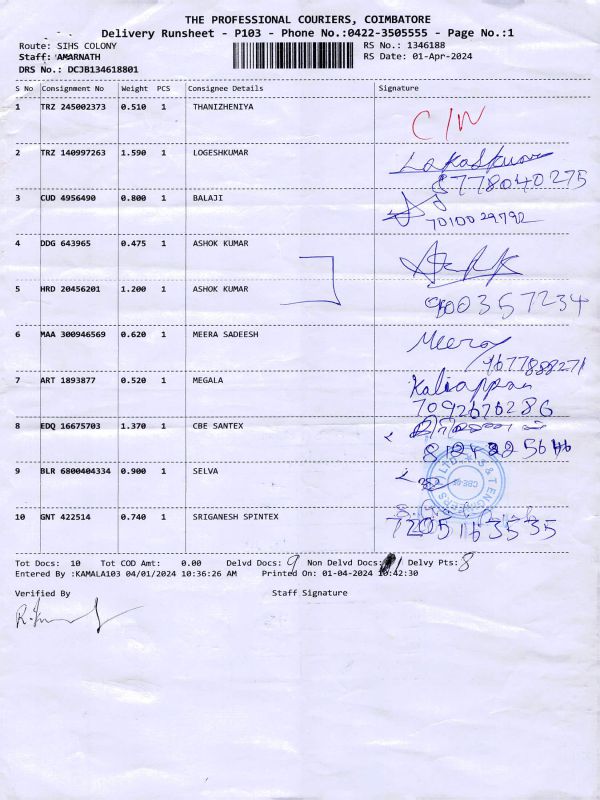 THE PROFESSIONAL COURIERS, COIMBATORE
Delivery Runsheet - P103 - Phone No.:0422-3505555 - Page No.:1
Route: SIHS COLONY RS No.: 1346188
Staff: AMARNATH RS Date: 01-Apr-2024
DRS No.: DCJB134618801
S No Consignment No Weight PCS Consignee Details Signature
1 TRZ 245002373 0.510 1 THANIZHENIYA
C/N
2 TRZ 140997263 1.590 1 LOGESHKUMAR
8778040275
3 CUD 4956490 0.800 1 BALAJI
7010029792
4 DDG 643965 0.475 1 ASHOK KUMAR
5 HRD 20456201 1.200 1 ASHOK KUMAR
9600357234
6 MAA 300946569 0.620 1 MEERA SADEESH
Meera
9677888271
7 ART 1893877 0.520 1 MEGALA
Kaliappan
7092676286
8 EDQ 16675703 1.370 1 CBE SANTEX
9 BLR 6800404334 0.900 1 SELVA
10 GNT 422514 0.740 1 SRIGANESH SPINTEX
7205163535
Tot Docs: 10 Tot COD Amt: 0.00 Delvd Docs: 9 Non Delvd Docs: 1 Delvy Pts: 8
Entered By :KAMALA103 04/01/2024 10:36:26 AM Printed On: 01-04-2024 10:42:30
Verified By Staff Signature